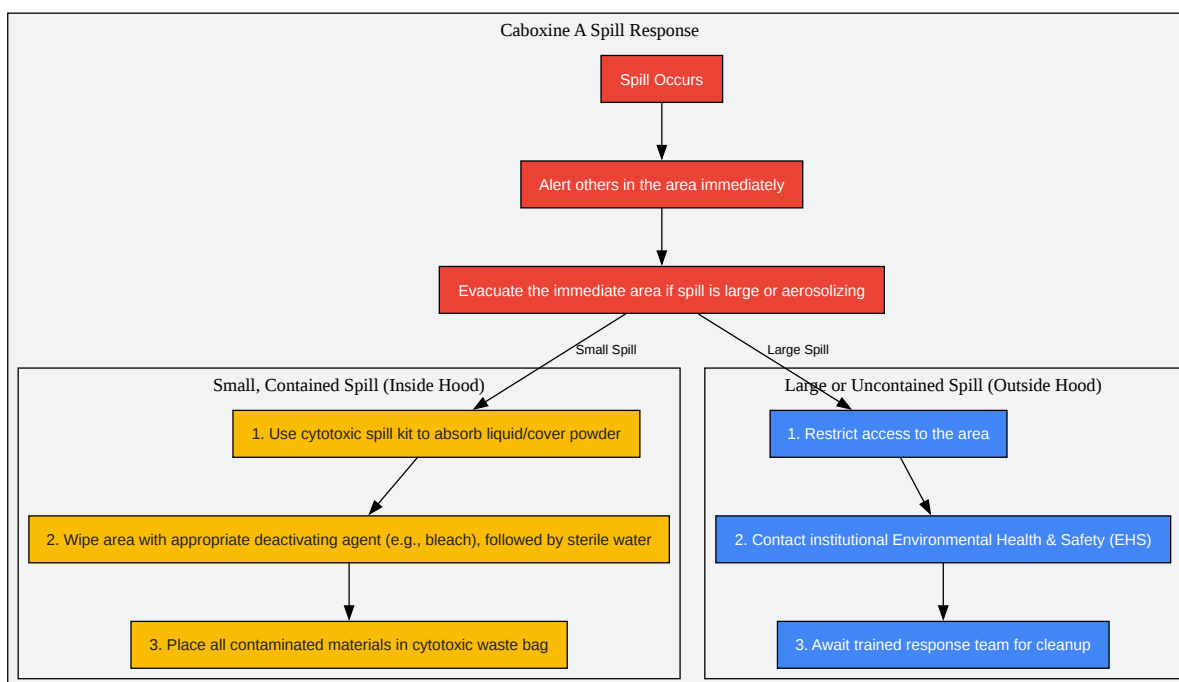 Caboxine A Spill Response
Spill Occurs
Alert others in the area immediately
Evacuate the immediate area if spill is large or aerosolizing
Small Spill
Large Spill
Small, Contained Spill (Inside Hood)
1. Use cytotoxic spill kit to absorb liquid/cover powder
2. Wipe area with appropriate deactivating agent (e.g., bleach), followed by sterile water
3. Place all contaminated materials in cytotoxic waste bag
Large or Uncontained Spill (Outside Hood)
1. Restrict access to the area
2. Contact institutional Environmental Health & Safety (EHS)
3. Await trained response team for cleanup